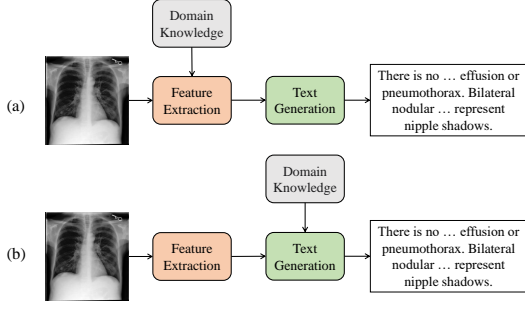 Domain
Knowledge
(a)
Feature
Extraction
Text
Generation
There is no … effusion or
pneumothorax. Bilateral
nodular … represent
nipple shadows.
Domain
Knowledge
(b)
Feature
Extraction
Text
Generation
There is no … effusion or
pneumothorax. Bilateral
nodular … represent
nipple shadows.